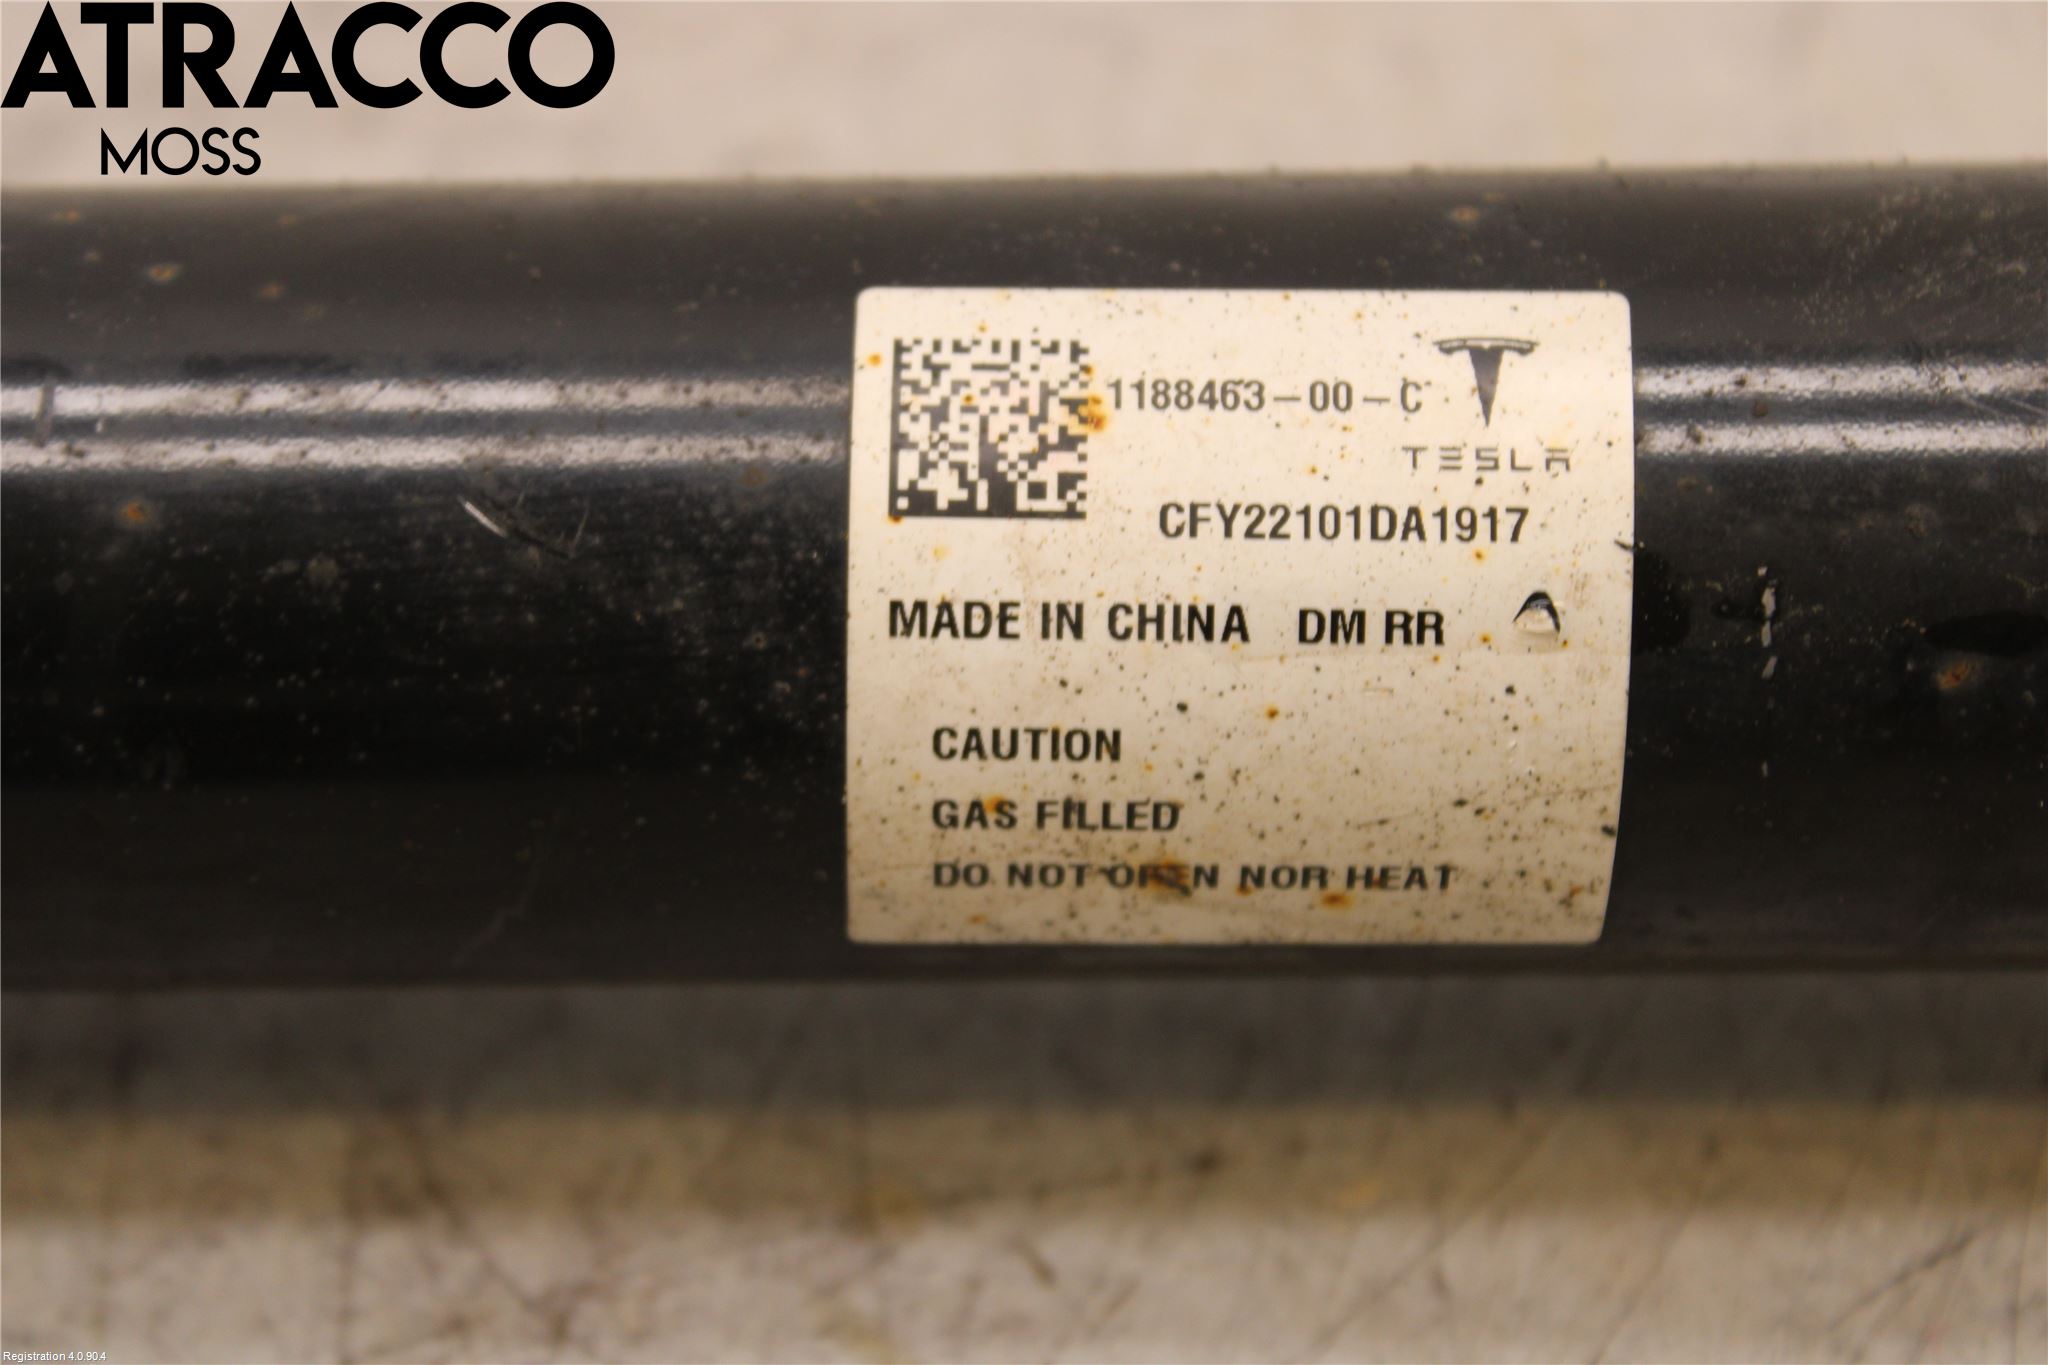 ATRACCO
MOSS
1188463-00-C
TESLA
CFY22101DA1917
MADE IN CHINA DM RR
CAUTION
GAS FILLED
DO NOT OPEN NOR HEAT
Registration 4.0.90.4